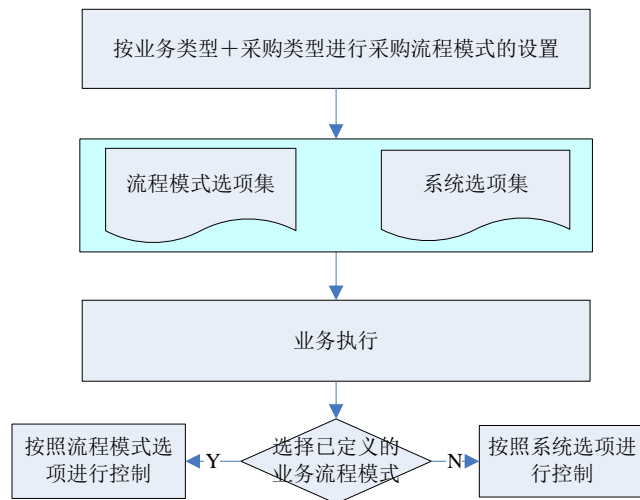 按业务类型＋采购类型进行采购流程模式的设置
流程模式选项集
系统选项集
业务执行
按照流程模式选
项进行控制
Y
选择已定义的
业务流程模式
N
按照系统选项进
行控制